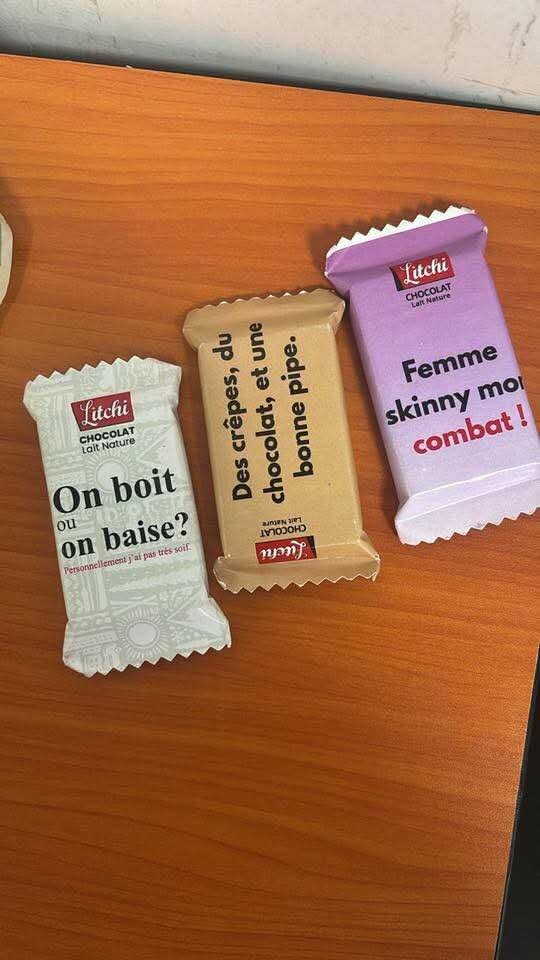 Litchi
CHOCOLAT
Lait Nature
On boit
ou
on baise?
Personnellement j'ai pas très soif.
Des crêpes, du
chocolat, et une
bonne pipe.
CHOCOLAT
Lait Nature
Litchi
Litchi
CHOCOLAT
Lait Nature
Femme
skinny
combat !